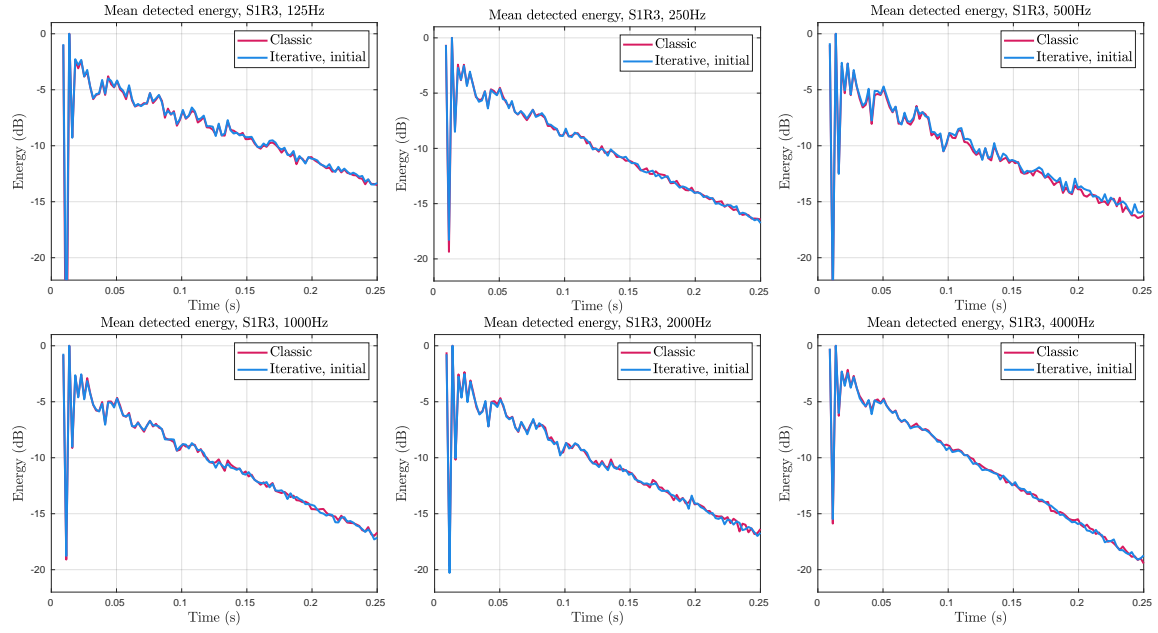 Mean detected energy, S1R3, 125Hz
Energy (dB)
0
-5
-10
-15
-20
Classic
Iterative, initial
0
0.05
0.1
0.15
0.2
0.25
Time (s)
Mean detected energy, S1R3, 250Hz
Energy (dB)
0
-5
-10
-15
-20
Classic
Iterative, initial
0
0.05
0.1
0.15
0.2
0.25
Time (s)
Mean detected energy, S1R3, 500Hz
Energy (dB)
0
-5
-10
-15
-20
Classic
Iterative, initial
0
0.05
0.1
0.15
0.2
0.25
Time (s)
Mean detected energy, S1R3, 1000Hz
Energy (dB)
0
-5
-10
-15
-20
Classic
Iterative, initial
0
0.05
0.1
0.15
0.2
0.25
Time (s)
Mean detected energy, S1R3, 2000Hz
Energy (dB)
0
-5
-10
-15
-20
Classic
Iterative, initial
0
0.05
0.1
0.15
0.2
0.25
Time (s)
Mean detected energy, S1R3, 4000Hz
Energy (dB)
0
-5
-10
-15
-20
Classic
Iterative, initial
0
0.05
0.1
0.15
0.2
0.25
Time (s)